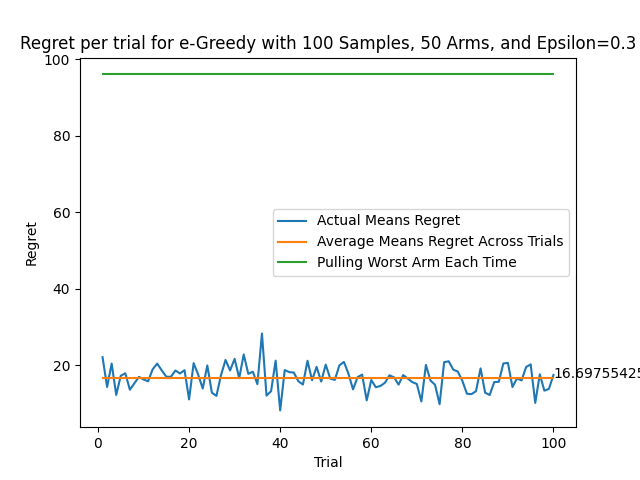 Regret per trial for e-Greedy with 100 Samples, 50 Arms, and Epsilon=0.3
100
80
60
40
20
Regret
Actual Means Regret
Average Means Regret Across Trials
Pulling Worst Arm Each Time
16.69755425
0 20 40 60 80 100
Trial